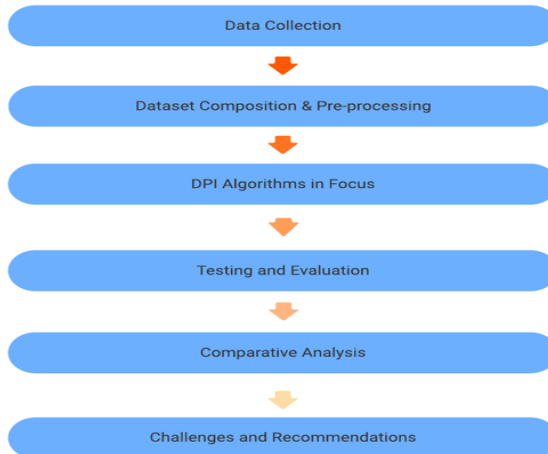 Data Collection
Dataset Composition & Pre-processing
DPI Algorithms in Focus
Testing and Evaluation
Comparative Analysis
Challenges and Recommendations